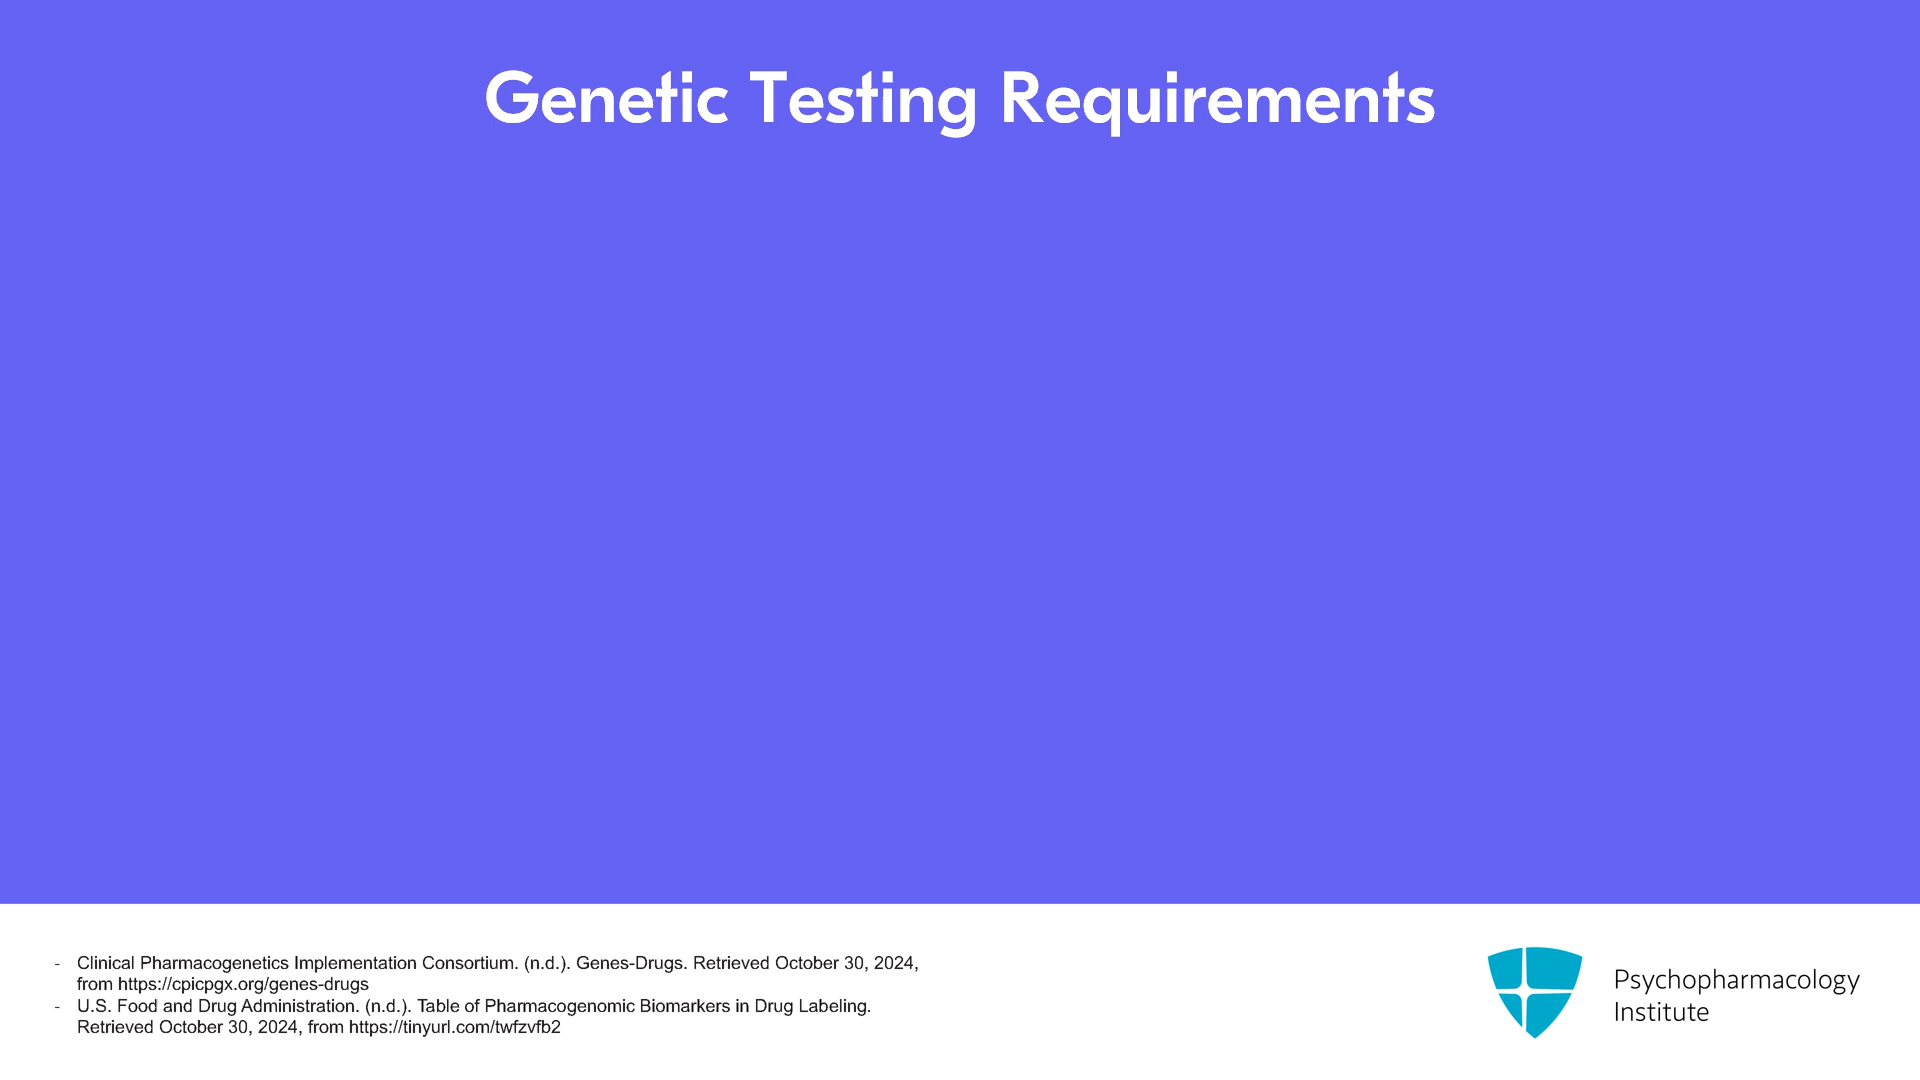 Genetic Testing Requirements
- Clinical Pharmacogenetics Implementation Consortium. (n.d.). Genes-Drugs. Retrieved October 30, 2024,
from https://cpicpgx.org/genes-drugs
- U.S. Food and Drug Administration. (n.d.). Table of Pharmacogenomic Biomarkers in Drug Labeling.
Retrieved October 30, 2024, from https://tinyurl.com/twfzvfb2
Psychopharmacology
Institute